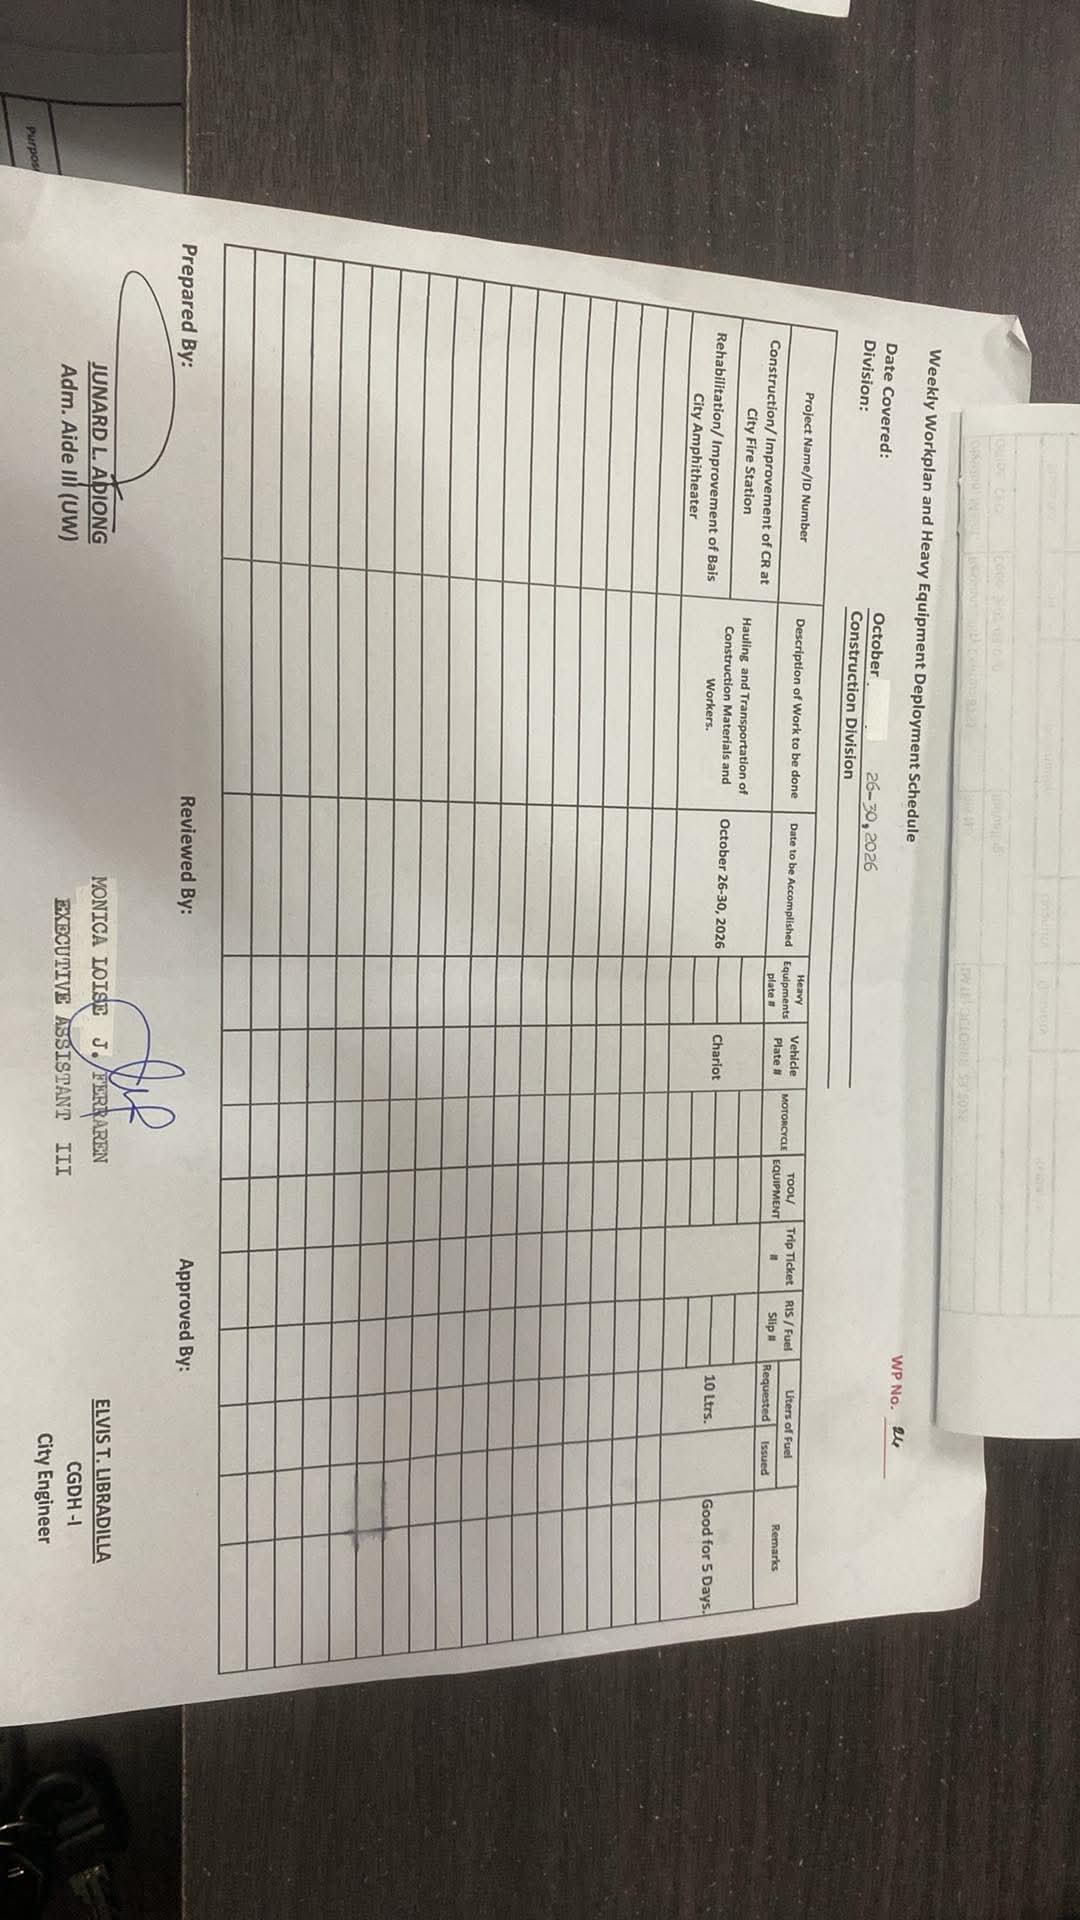 Weekly Workplan and Heavy Equipment Deployment Schedule
WP No. 24
Date Covered: October 26-30, 2026
Division: Construction Division
Project Name/ID Number
Description of Work to be done
Date to be Accomplished
Heavy
Equipments
plate #
Vehicle
Plate #
MOTORCYCLE
TOOL/
EQUIPMENT
Trip Ticket
#
RIS / Fuel
Slip #
Liters of Fuel
Requested
Issued
Remarks
Construction/ Improvement of CR at
City Fire Station
Rehabilitation/ Improvement of Bais
City Amphitheater
Hauling and Transportation of
Construction Materials and
Workers.
October 26-30, 2026
Chariot
10 Ltrs.
Good for 5 Days.
Prepared By:
JUNARD L. ADIONG
Adm. Aide III (UW)
Reviewed By:
MONICA LOISE J. FERRAREN
EXECUTIVE ASSISTANT III
Approved By:
ELVIS T. LIBRADILLA
CGDH -I
City Engineer